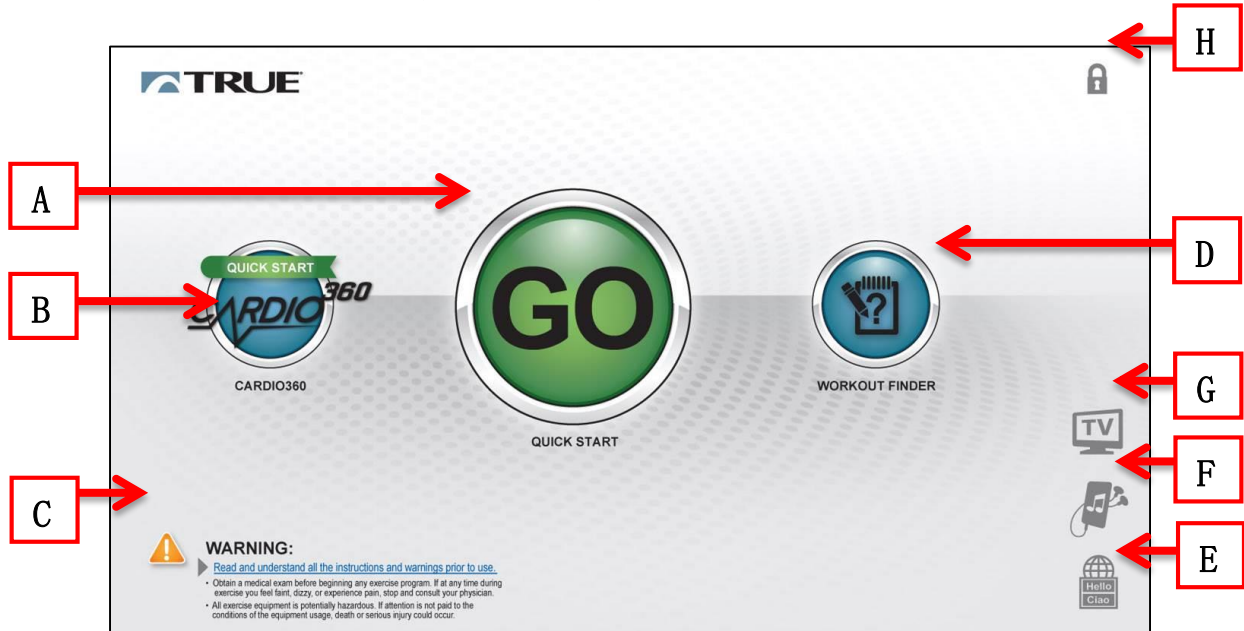 H
TRUE
A
QUICK START
D
B
CARDIO360
GO
CARDIO360
WORKOUT FINDER
G
TV
QUICK START
F
C
WARNING:
Read and understand all the instructions and warnings prior to use.
• Obtain a medical exam before beginning any exercise program. If at any time during
exercise you feel faint, dizzy, or experience pain, stop and consult your physician.
• All exercise equipment is potentially hazardous. If attention is not paid to the
conditions of the equipment usage, death or serious injury could occur.
E
Hello
Ciao